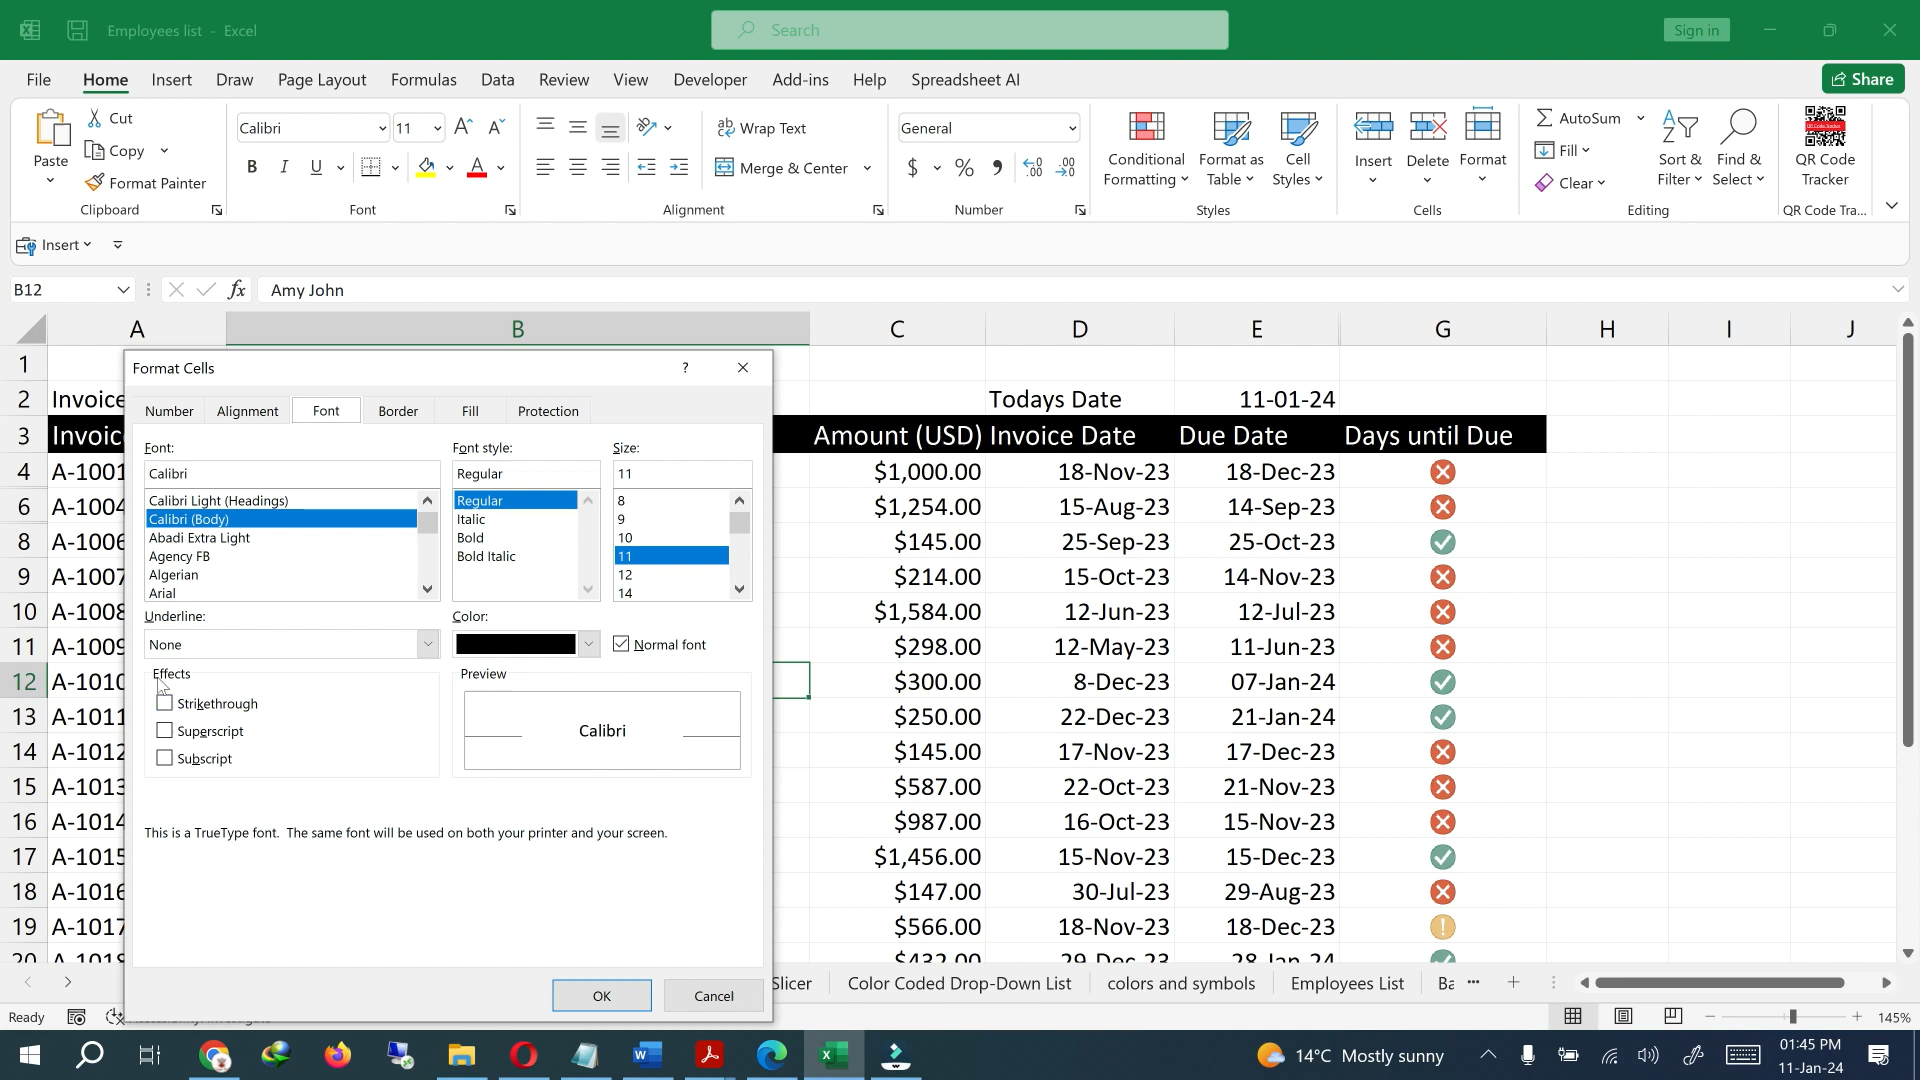 Employees list - Excel
Search
Sign in
File Home Insert Draw Page Layout Formulas Data Review View Developer Add-ins Help Spreadsheet AI
Share
Paste
Cut
Copy
Format Painter
Clipboard
Calibri 11
B I U
Font
Wrap Text
Merge & Center
Alignment
General
$ %
Number
Conditional Formatting
Format as Table
Cell Styles
Styles
Insert
Delete
Format
Cells
AutoSum
Fill
Clear
Sort & Filter
Find & Select
Editing
QR Code Tracker
QR Code Tra...
Insert
B12 fx Amy John
A B C D E G H I J
1
2 Invoice Todays Date 11-01-24
3 Invoic Amount (USD) Invoice Date Due Date Days until Due
4 A-1001 $1,000.00 18-Nov-23 18-Dec-23
6 A-1004 $1,254.00 15-Aug-23 14-Sep-23
8 A-1006 $145.00 25-Sep-23 25-Oct-23
9 A-1007 $214.00 15-Oct-23 14-Nov-23
10 A-1008 $1,584.00 12-Jun-23 12-Jul-23
11 A-1009 $298.00 12-May-23 11-Jun-23
12 A-1010 $300.00 8-Dec-23 07-Jan-24
13 A-1011 $250.00 22-Dec-23 21-Jan-24
14 A-1012 $145.00 17-Nov-23 17-Dec-23
15 A-1013 $587.00 22-Oct-23 21-Nov-23
16 A-1014 $987.00 16-Oct-23 15-Nov-23
17 A-1015 $1,456.00 15-Nov-23 15-Dec-23
18 A-1016 $147.00 30-Jul-23 29-Aug-23
19 A-1017 $566.00 18-Nov-23 18-Dec-23
20 A-1018 $432.00 29-Dec-23 28-Jan-24
Format Cells ?
Number Alignment Font Border Fill Protection
Font: Font style: Size:
Calibri Regular 11
Calibri Light (Headings) Regular 8
Calibri (Body) Italic 9
Abadi Extra Light Bold 10
Agency FB Bold Italic 11
Algerian 12
Arial 14
Underline: Color:
None Normal font
Effects Preview
Strikethrough
Superscript
Subscript
Calibri
This is a TrueType font. The same font will be used on both your printer and your screen.
OK Cancel
Slicer Color Coded Drop-Down List colors and symbols Employees List Ba ...
Ready 145%
14°C Mostly sunny
01:45 PM
11-Jan-24